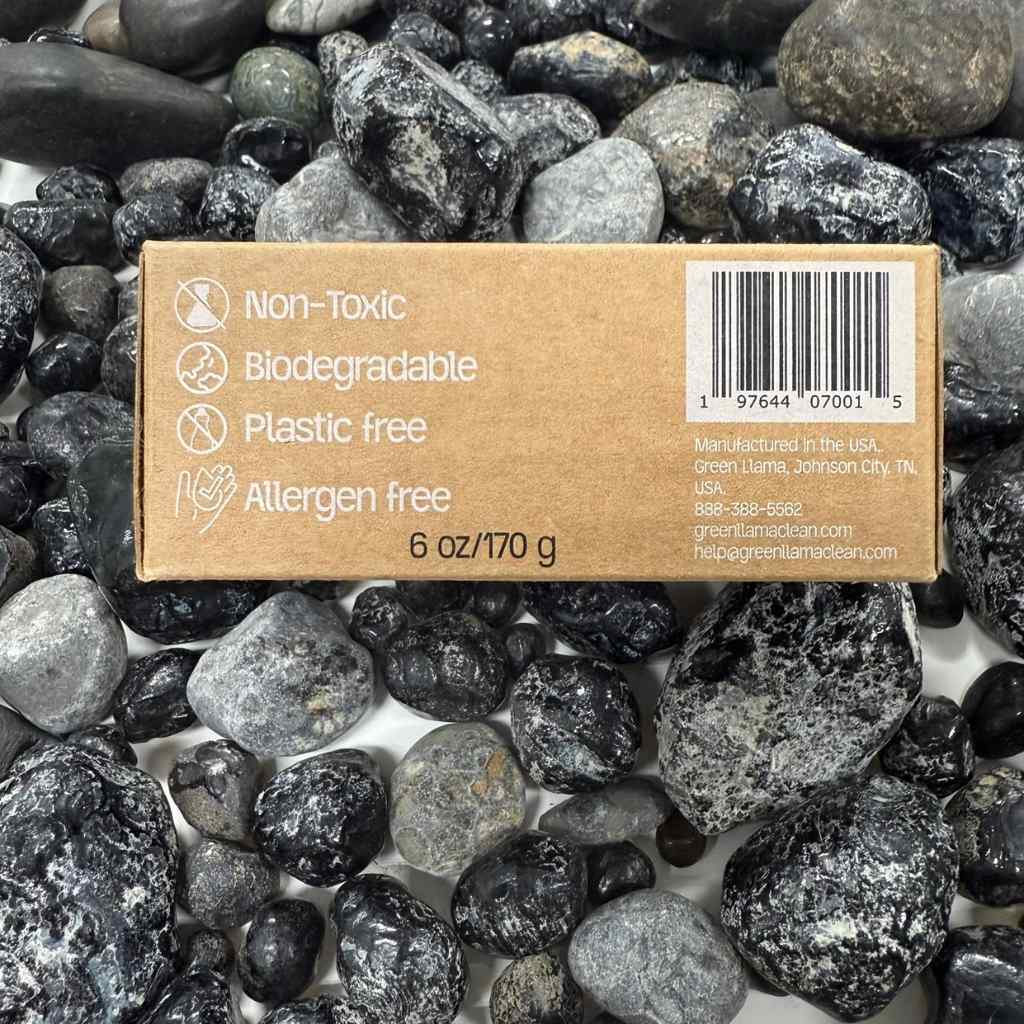 Non-Toxic
Biodegradable
Plastic free
Allergen free
6 oz/170 g
1 97644 07001 5
Manufactured in the USA.
Green Llama, Johnson City, TN,
USA.
888-388-5562
greenllamaclean.com
help@greenllamaclean.com